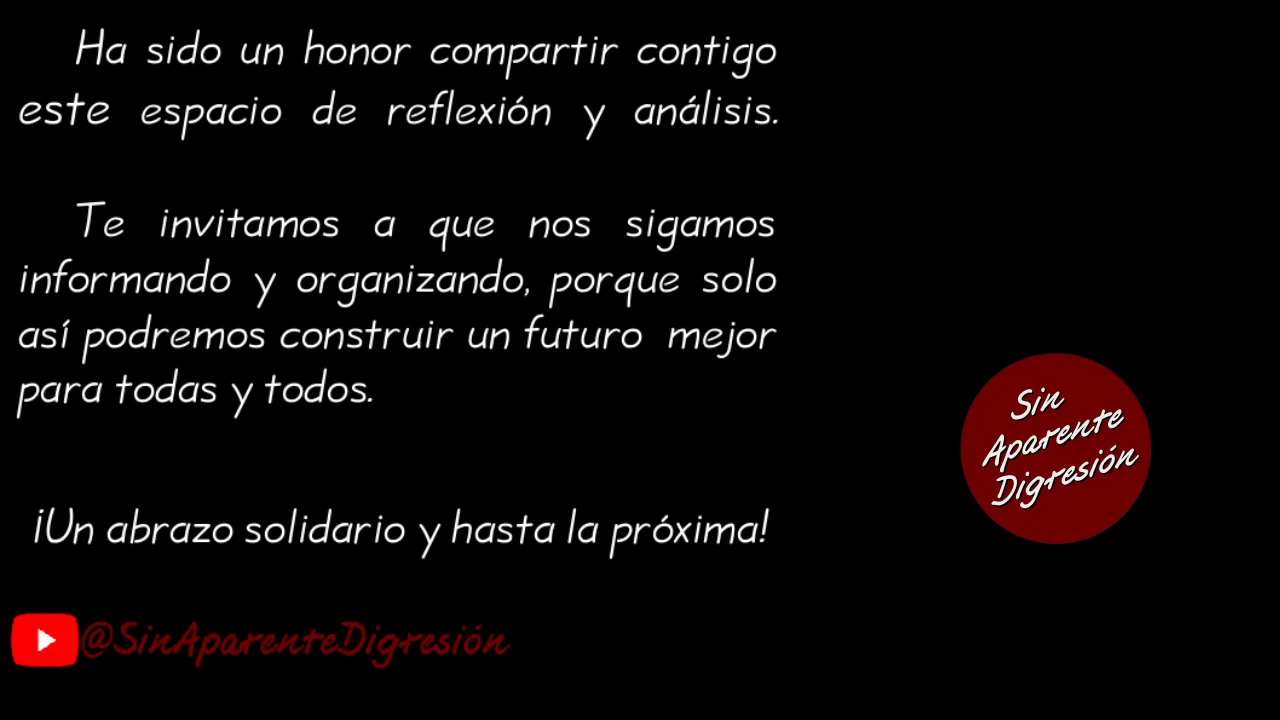 Ha sido un honor compartir contigo
este espacio de reflexión y análisis.
Te invitamos a que nos sigamos
informando y organizando, porque solo
así podremos construir un futuro mejor
para todas y todos.
¡Un abrazo solidario y hasta la próxima!
@SinAparenteDigresión
Sin
Aparente
Digresión